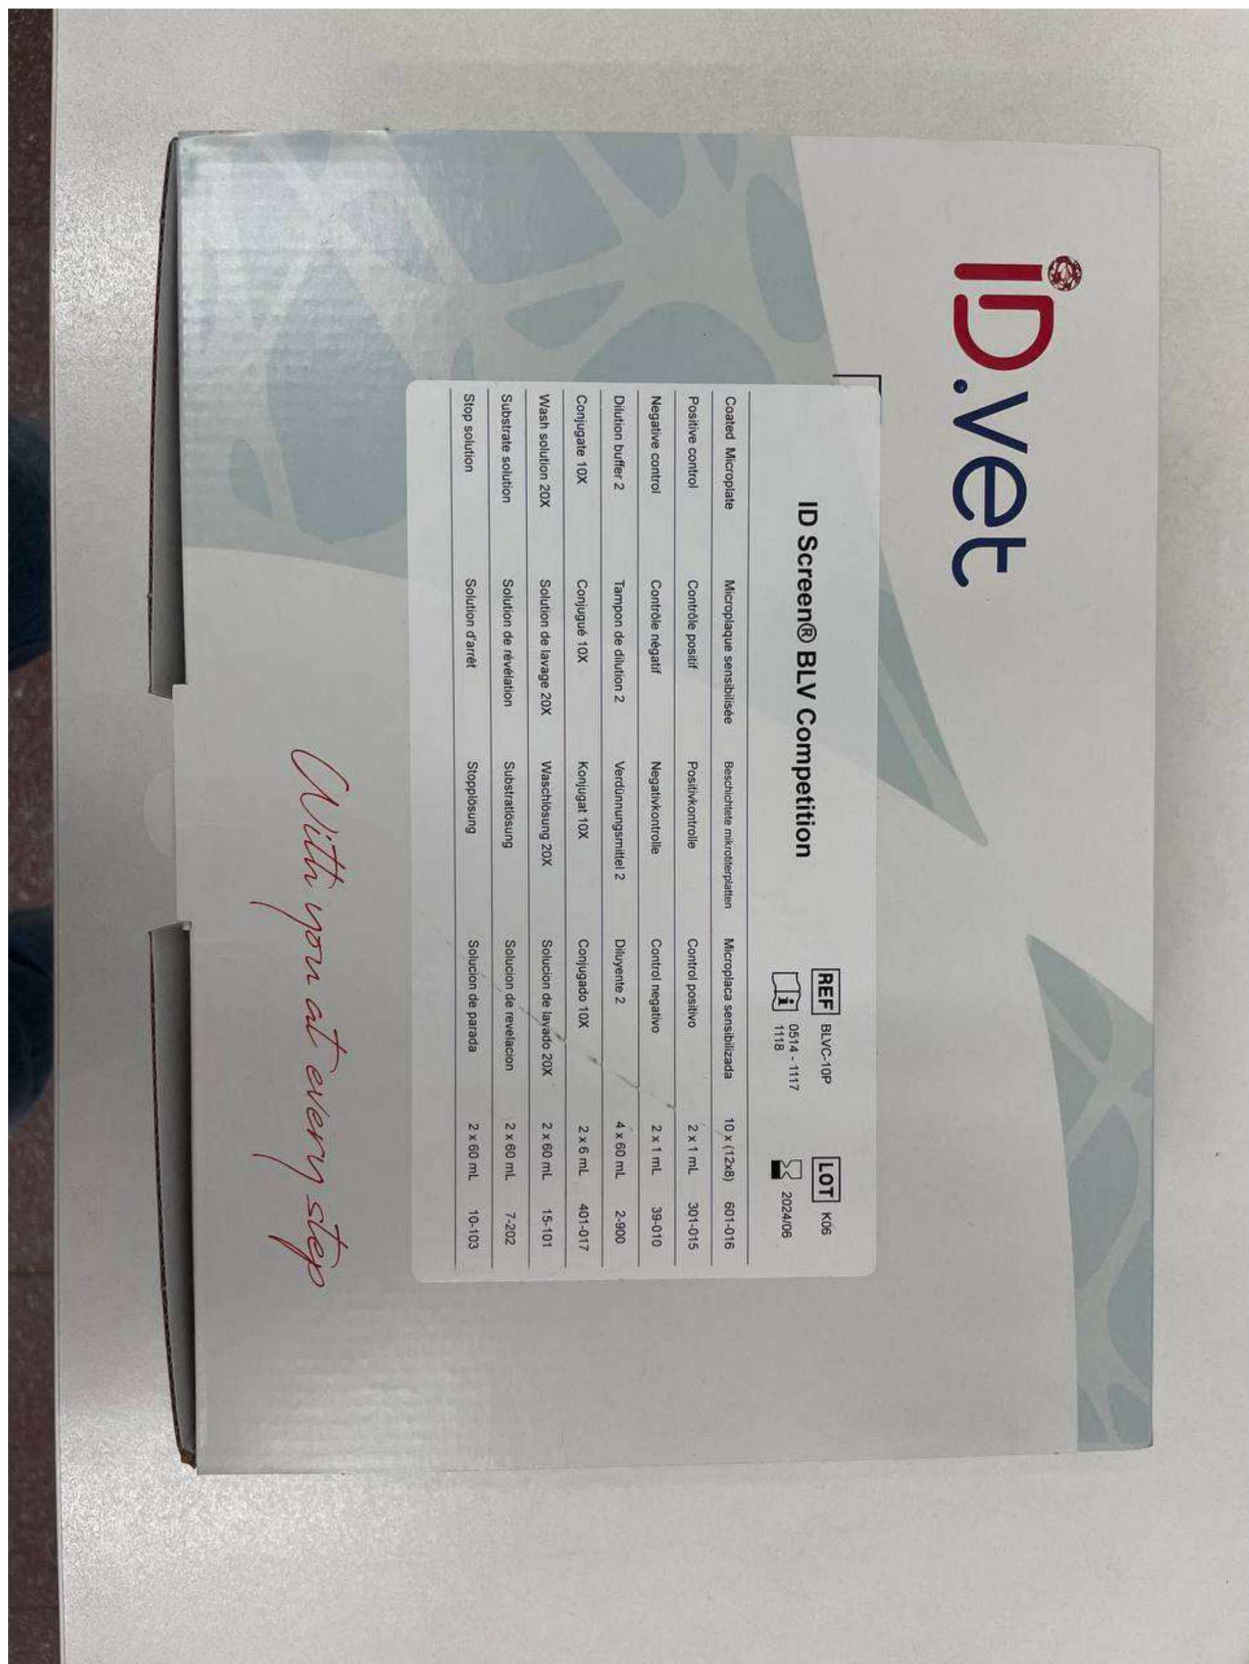 iD.vet
ID Screen® BLV Competition
REF BLVC-10P LOT K06
i 0514 - 1117 2024/06
1118
Coated Microplate Microplaque sensibilisée Beschichtete mikrotiterplatten Microplaca sensibilizada 10 x (12x8) 601-016
Positive control Contrôle positif Positivkontrolle Control positivo 2 x 1 mL 301-015
Negative control Contrôle négatif Negativkontrolle Control negativo 2 x 1 mL 39-010
Dilution buffer 2 Tampon de dilution 2 Verdünnungsmittel 2 Diluyente 2 4 x 60 mL 2-900
Conjugate 10X Conjugué 10X Konjugat 10X Conjugado 10X 2 x 6 mL 401-017
Wash solution 20X Solution de lavage 20X Waschlösung 20X Solucion de lavado 20X 2 x 60 mL 15-101
Substrate solution Solution de révélation Substratlösung Solucion de revelacion 2 x 60 mL 7-202
Stop solution Solution d'arrêt Stopplösung Solucion de parada 2 x 60 mL 10-103
With you at every step